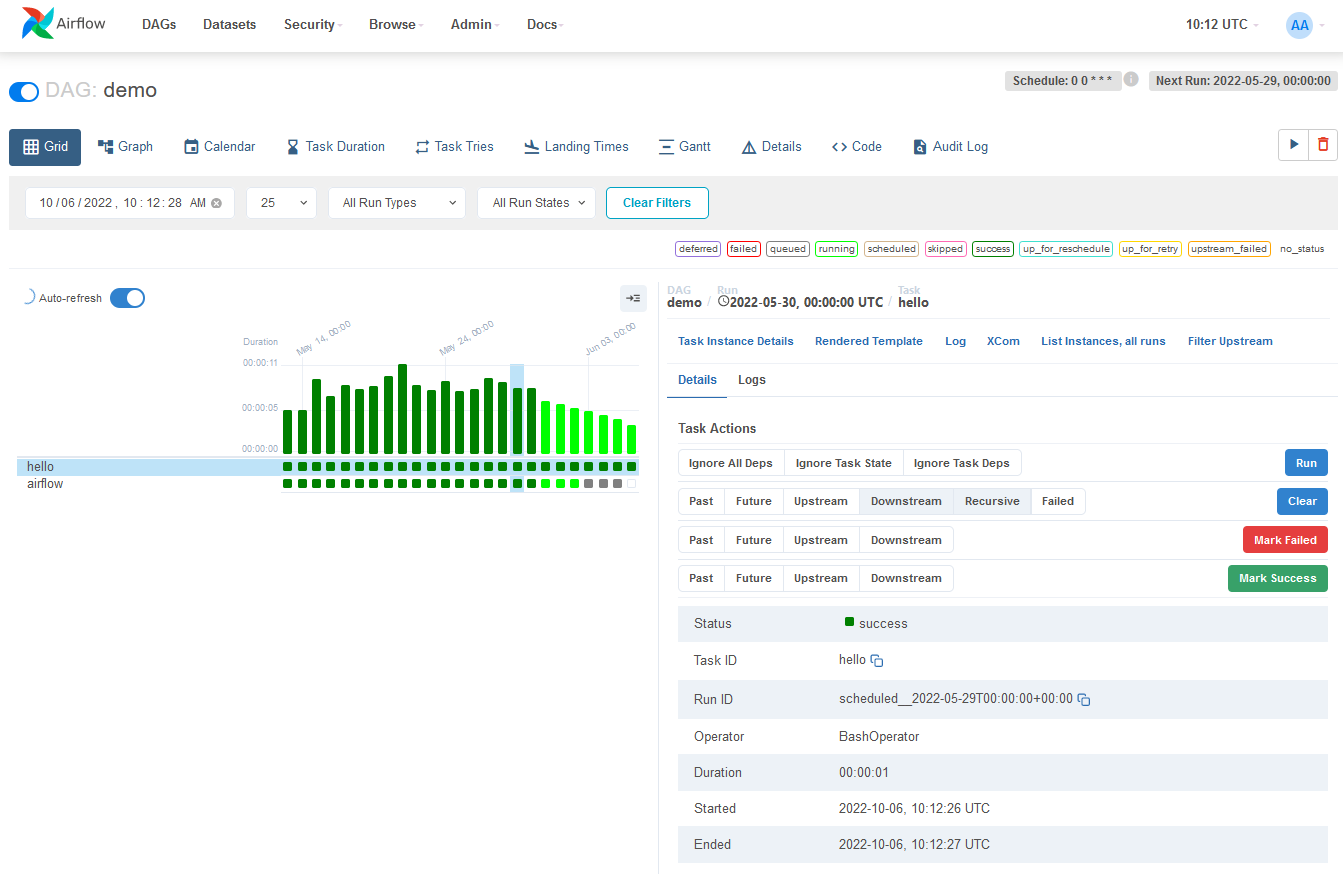 Airflow DAGs Datasets Security Browse Admin Docs 10:12 UTC AA
DAG: demo
Schedule: 0 0 * * * i Next Run: 2022-05-29, 00:00:00
Grid Graph Calendar Task Duration Task Tries Landing Times Gantt Details Code Audit Log
10/06/2022, 10:12:28 AM 25 All Run Types All Run States Clear Filters
deferred failed queued running scheduled skipped success up_for_reschedule up_for_retry upstream_failed no_status
Auto-refresh
Duration May 14, 00:00 May 24, 00:00 Jun 03, 00:00
00:00:11
00:00:05
00:00:00
hello
airflow
DAG Run Task
demo / 2022-05-30, 00:00:00 UTC / hello
Task Instance Details Rendered Template Log XCom List Instances, all runs Filter Upstream
Details Logs
Task Actions
Ignore All Deps Ignore Task State Ignore Task Deps Run
Past Future Upstream Downstream Recursive Failed Clear
Past Future Upstream Downstream Mark Failed
Past Future Upstream Downstream Mark Success
Status success
Task ID hello
Run ID scheduled__2022-05-29T00:00:00+00:00
Operator BashOperator
Duration 00:00:01
Started 2022-10-06, 10:12:26 UTC
Ended 2022-10-06, 10:12:27 UTC